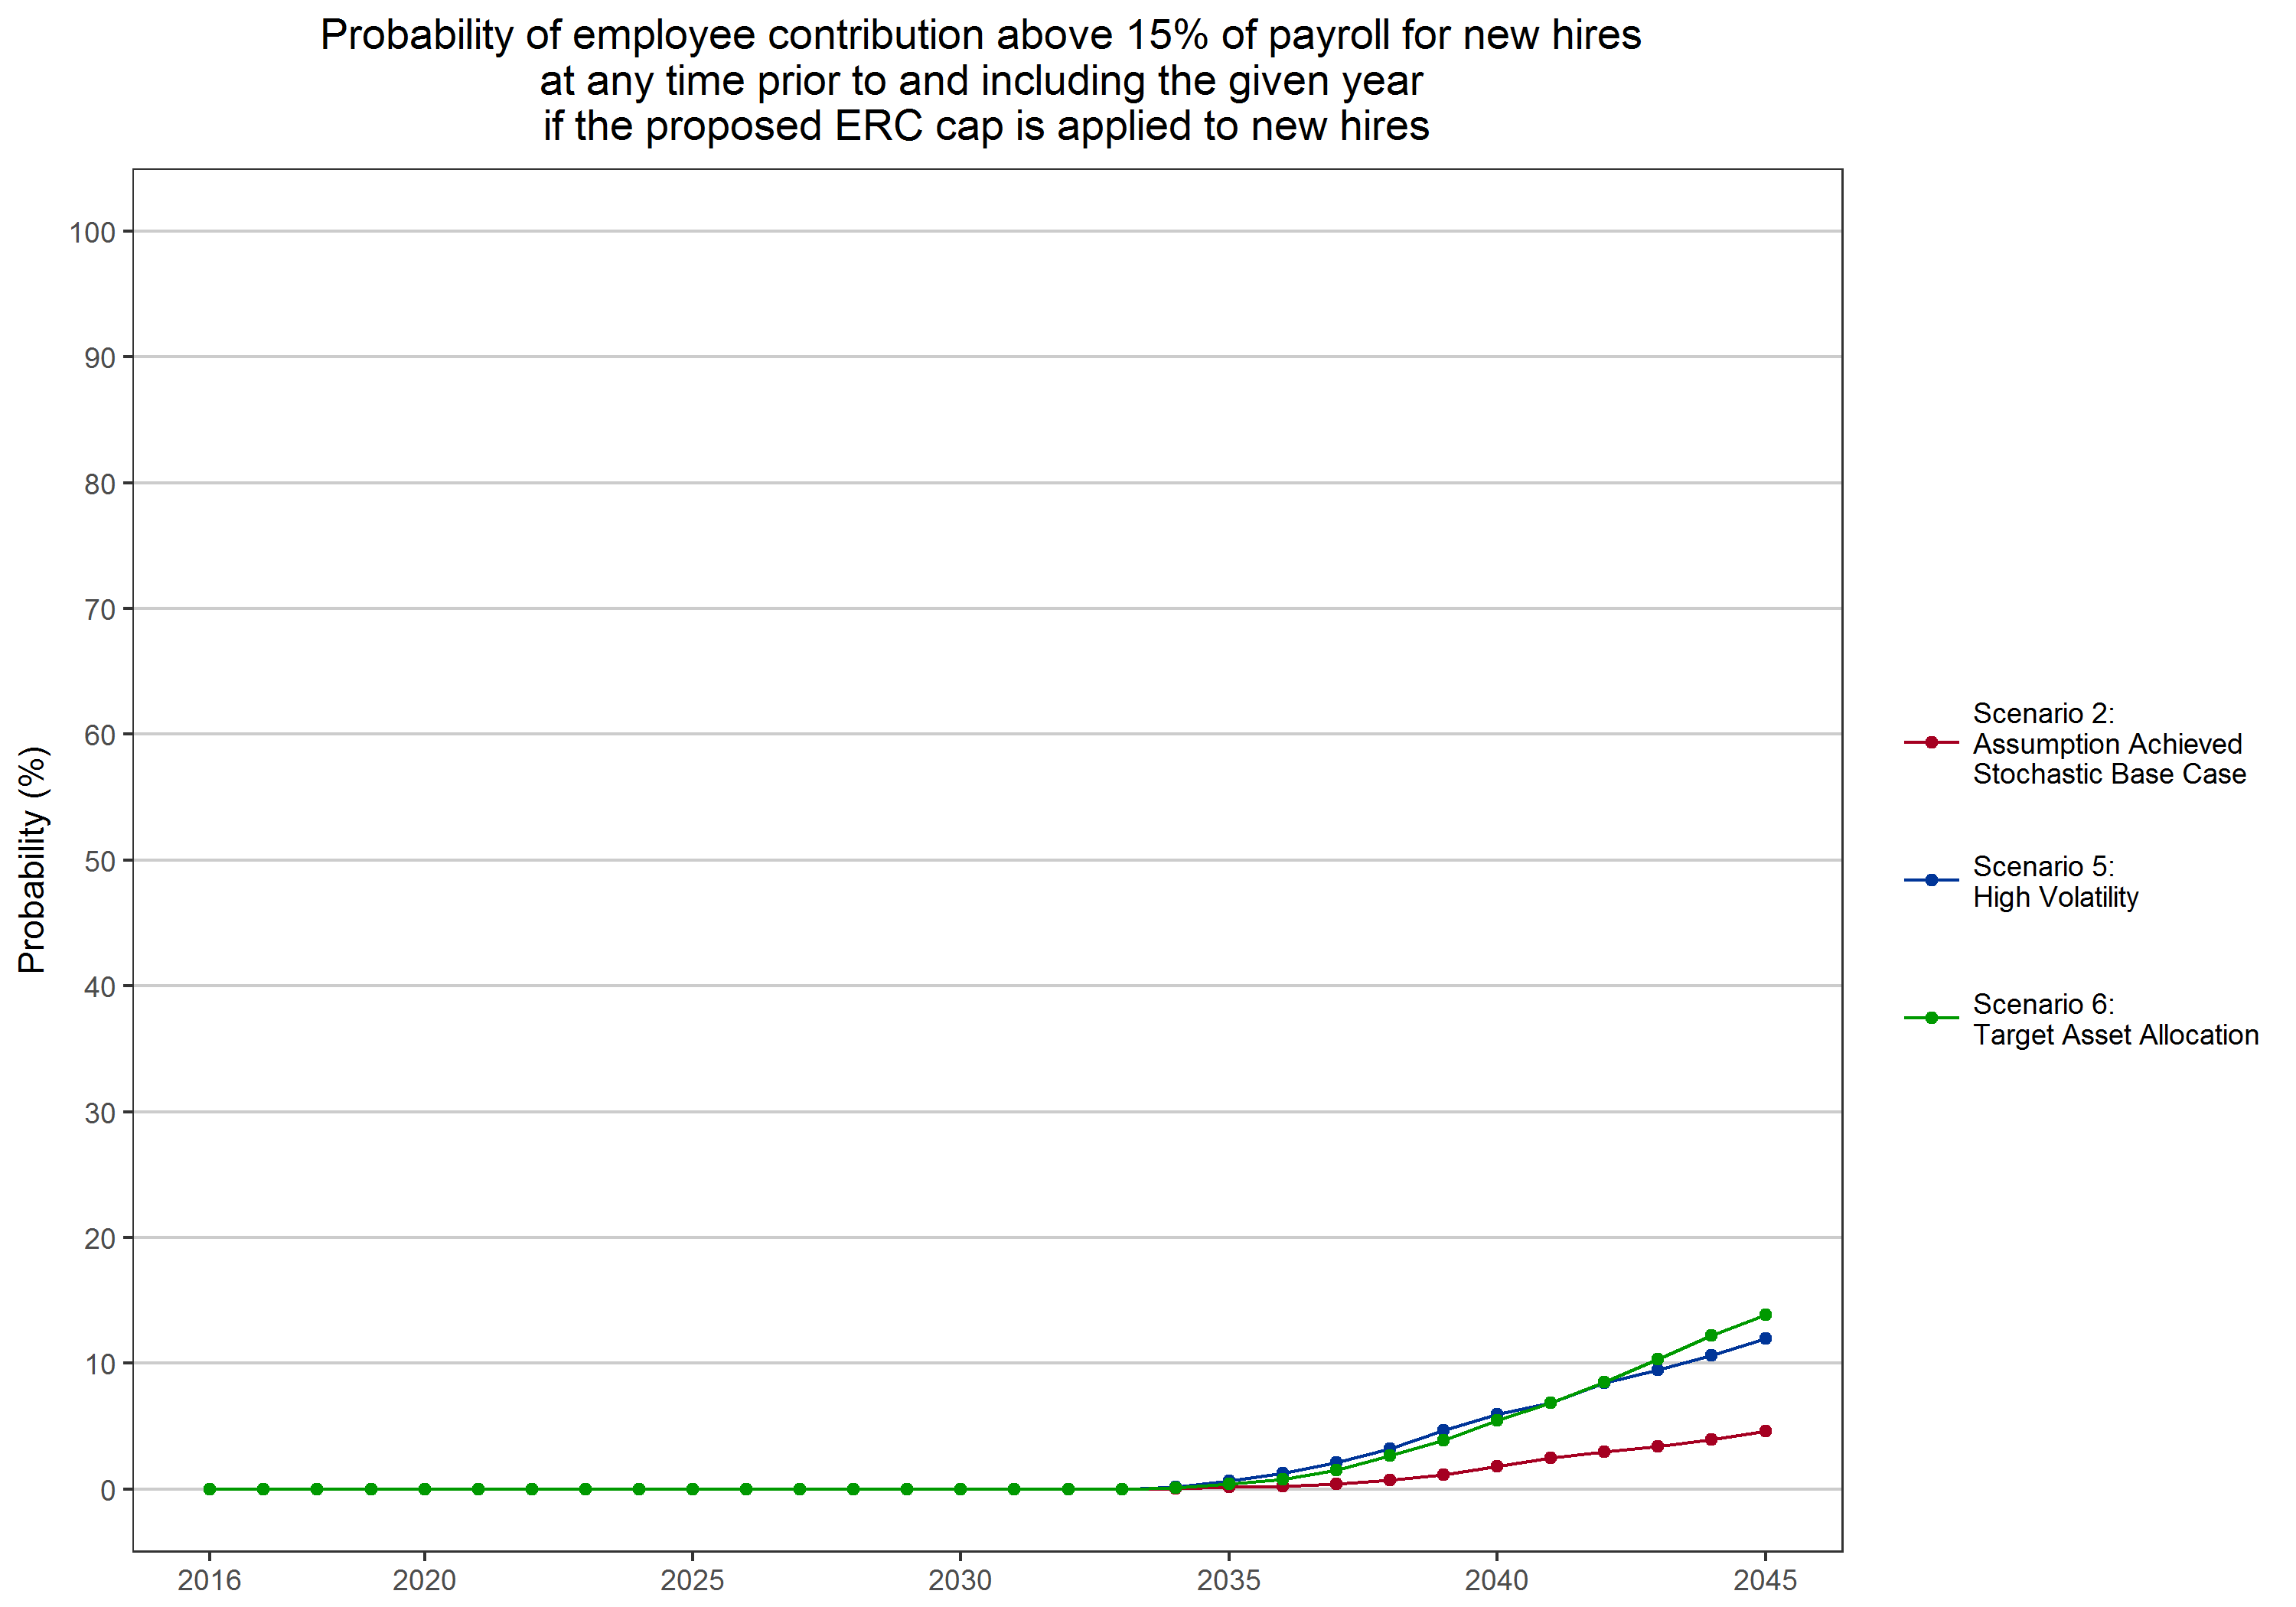 Probability of employee contribution above 15% of payroll for new hires
at any time prior to and including the given year
if the proposed ERC cap is applied to new hires
Probability (%)
100
90
80
70
60
50
40
30
20
10
0
2016
2020
2025
2030
2035
2040
2045
Scenario 2:
Assumption Achieved
Stochastic Base Case
Scenario 5:
High Volatility
Scenario 6:
Target Asset Allocation